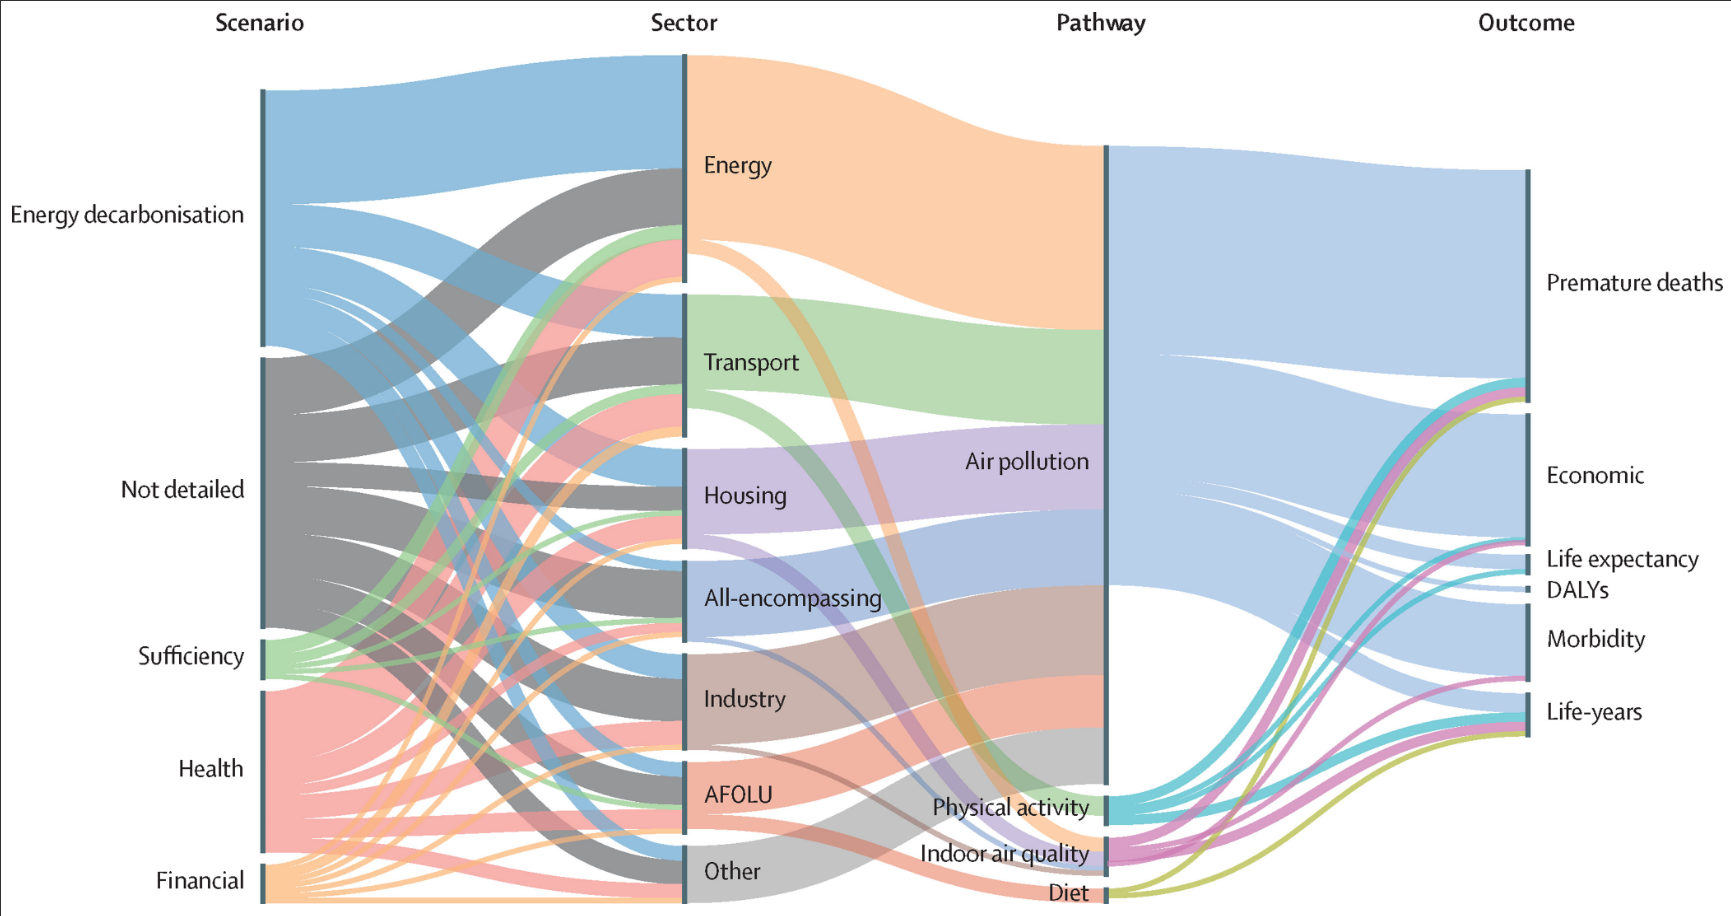 Scenario
Sector
Pathway
Outcome
Energy decarbonisation
Not detailed
Sufficiency
Health
Financial
Energy
Transport
Housing
All-encompassing
Industry
AFOLU
Other
Air pollution
Physical activity
Indoor air quality
Diet
Premature deaths
Economic
Life expectancy
DALYs
Morbidity
Life-years